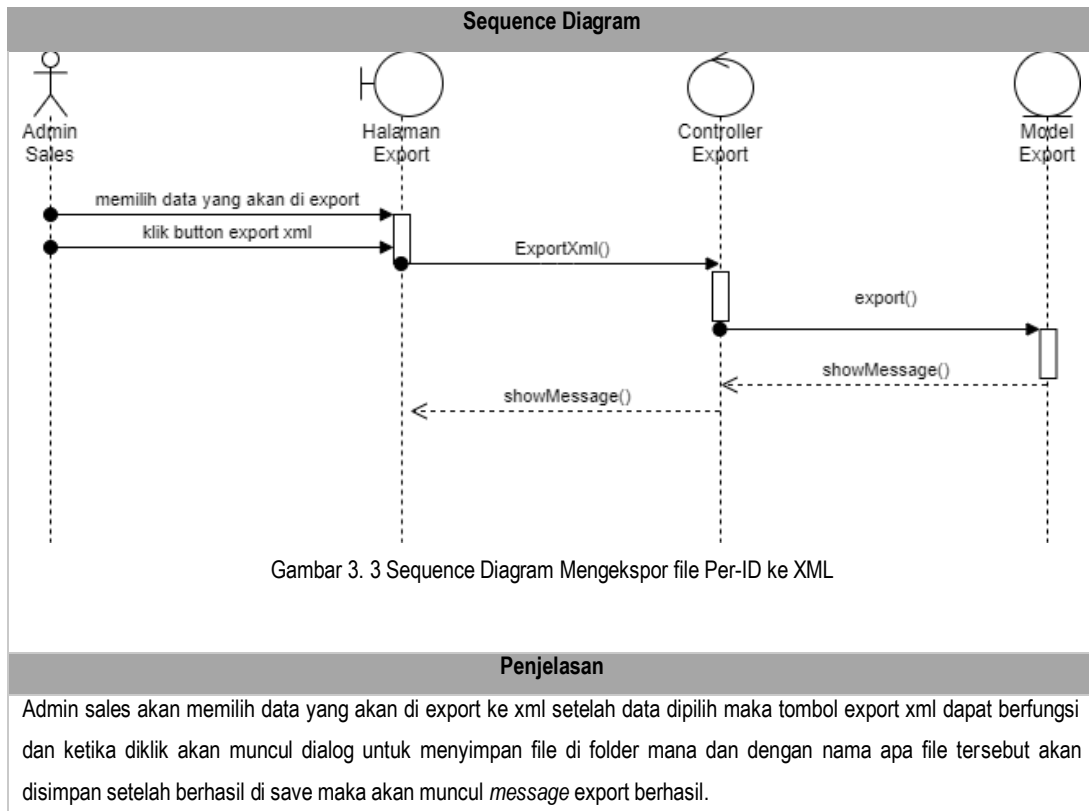 Sequence Diagram
Admin
Sales
Halaman
Export
Controller
Export
Model
Export
memilih data yang akan di export
klik button export xml
ExportXml()
export()
showMessage()
showMessage()
Gambar 3. 3 Sequence Diagram Mengekspor file Per-ID ke XML
Penjelasan
Admin sales akan memilih data yang akan di export ke xml setelah data dipilih maka tombol export xml dapat berfungsi
dan ketika diklik akan muncul dialog untuk menyimpan file di folder mana dan dengan nama apa file tersebut akan
disimpan setelah berhasil di save maka akan muncul message export berhasil.